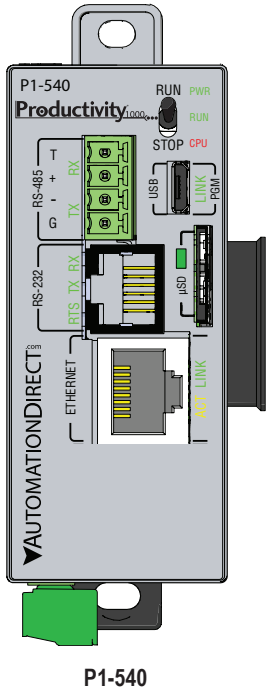 P1-540
RUN PWR
Productivity1000
RUN
STOP CPU
RS-485
T
+
-
G
RX
TX
USB
LINK
PGM
RS-232
RTS TX RX
µSD
ETHERNET
ACT LINK
AUTOMATIONDIRECT.com
P1-540